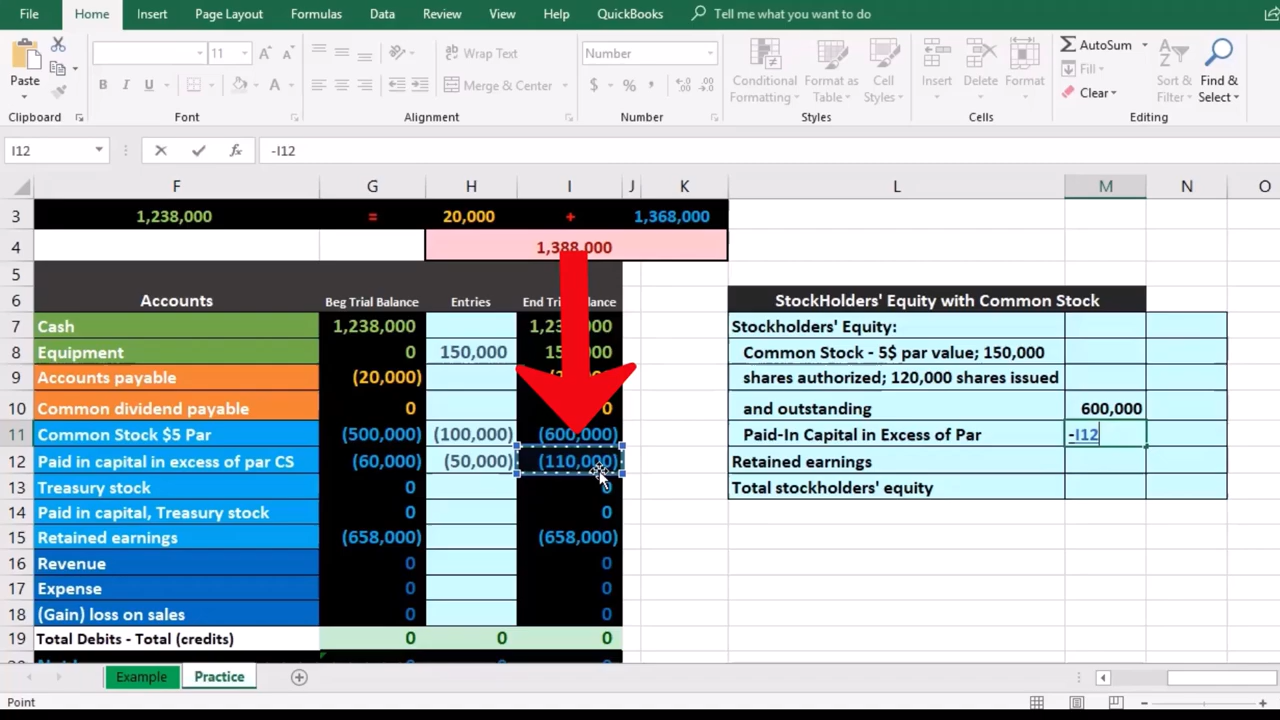 File Home Insert Page Layout Formulas Data Review View Help QuickBooks Tell me what you want to do
11 Wrap Text Number AutoSum
Paste B I U Merge & Center $ % Conditional Formatting Format as Table Cell Styles Insert Delete Format Fill Clear Sort & Filter Find & Select
Clipboard Font Alignment Number Styles Cells Editing
I12 fx -I12
F G H I J K L M N O
3 1,238,000 = 20,000 + 1,368,000
4 1,388,000
5
6 Accounts Beg Trial Balance Entries StockHolders' Equity with Common Stock
7 Cash 1,238,000 Stockholders' Equity:
8 Equipment 0 150,000 Common Stock - 5$ par value; 150,000
9 Accounts payable (20,000) shares authorized; 120,000 shares issued
10 Common dividend payable 0 0 and outstanding 600,000
11 Common Stock $5 Par (500,000) (100,000) (600,000) Paid-In Capital in Excess of Par -I12
12 Paid in capital in excess of par CS (60,000) (50,000) (110,000) Retained earnings
13 Treasury stock 0 0 Total stockholders' equity
14 Paid in capital, Treasury stock 0 0
15 Retained earnings (658,000) (658,000)
16 Revenue 0 0
17 Expense 0 0
18 (Gain) loss on sales 0 0
19 Total Debits - Total (credits) 0 0 0
Example Practice
Point